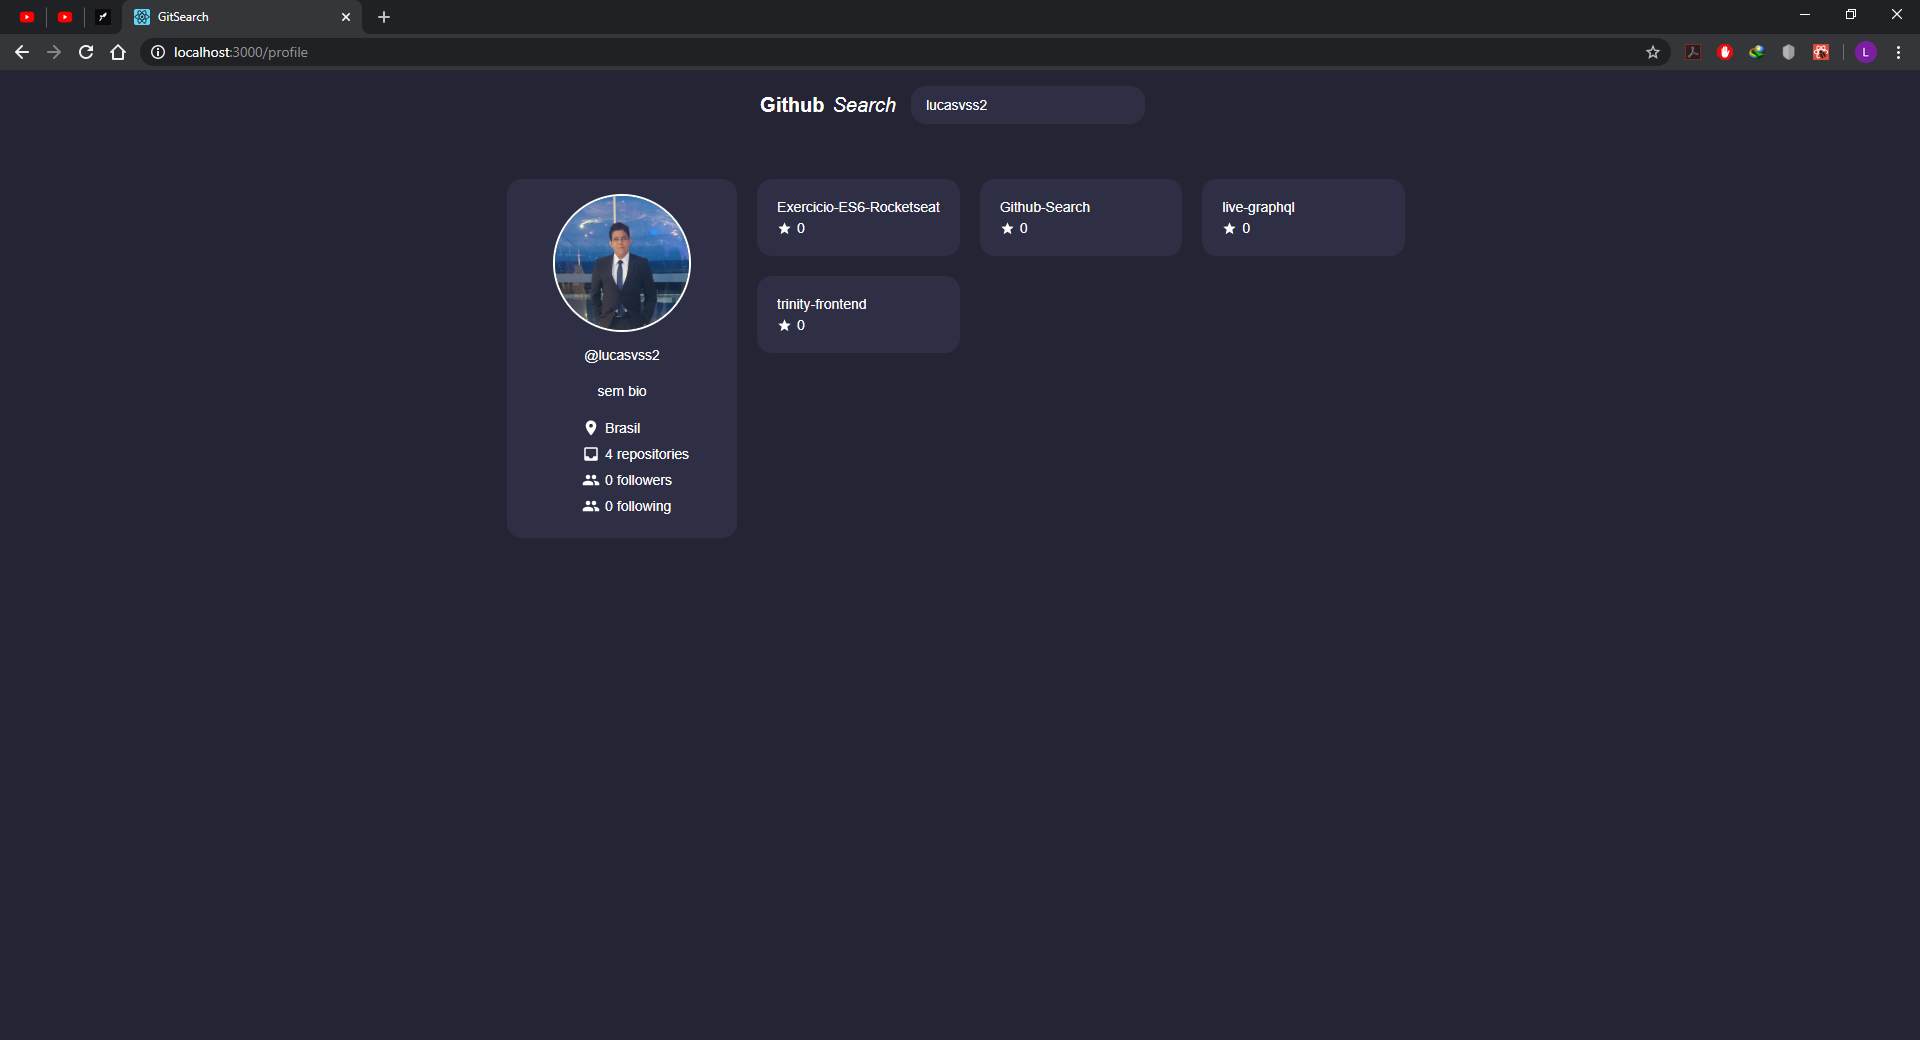 GitSearch
localhost:3000/profile
L
Github Search
lucasvss2
@lucasvss2
sem bio
Brasil
4 repositories
0 followers
0 following
Exercicio-ES6-Rocketseat
0
Github-Search
0
live-graphql
0
trinity-frontend
0